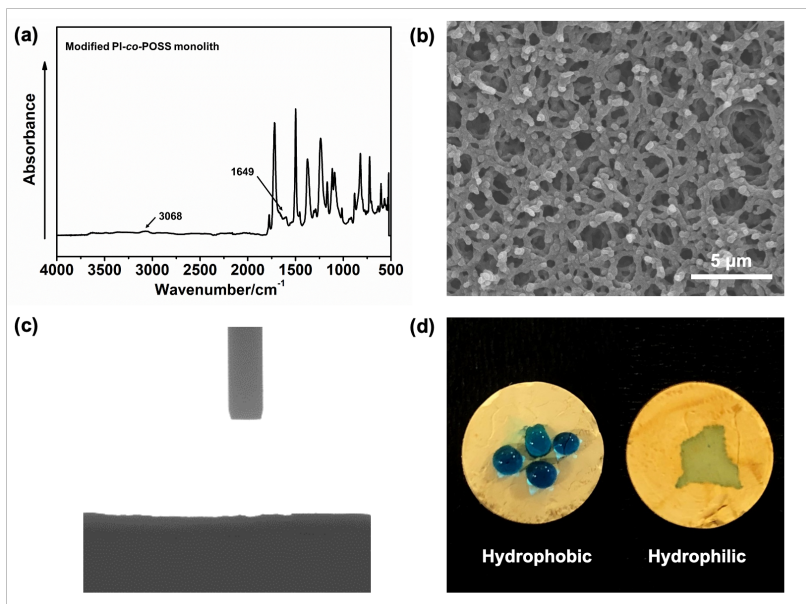 (a)
Modified PI-co-POSS monolith
Absorbance
1649
3068
4000 3500 3000 2500 2000 1500 1000 500
Wavenumber/cm⁻¹
(b)
5 μm
(c)
(d)
Hydrophobic
Hydrophilic